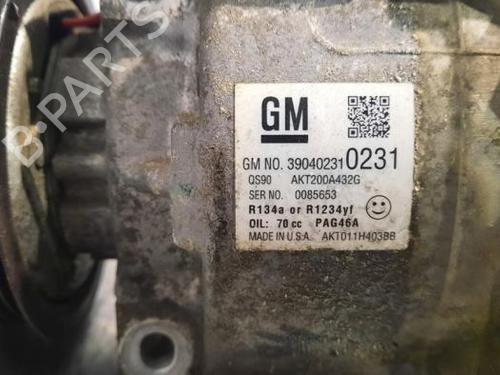 GM
GM NO. 39040231 0231
QS90 AKT200A432G
SER NO. 0085653
R134a or R1234yf
OIL: 70 cc PAG46A
MADE IN U.S.A. AKT011H403BB